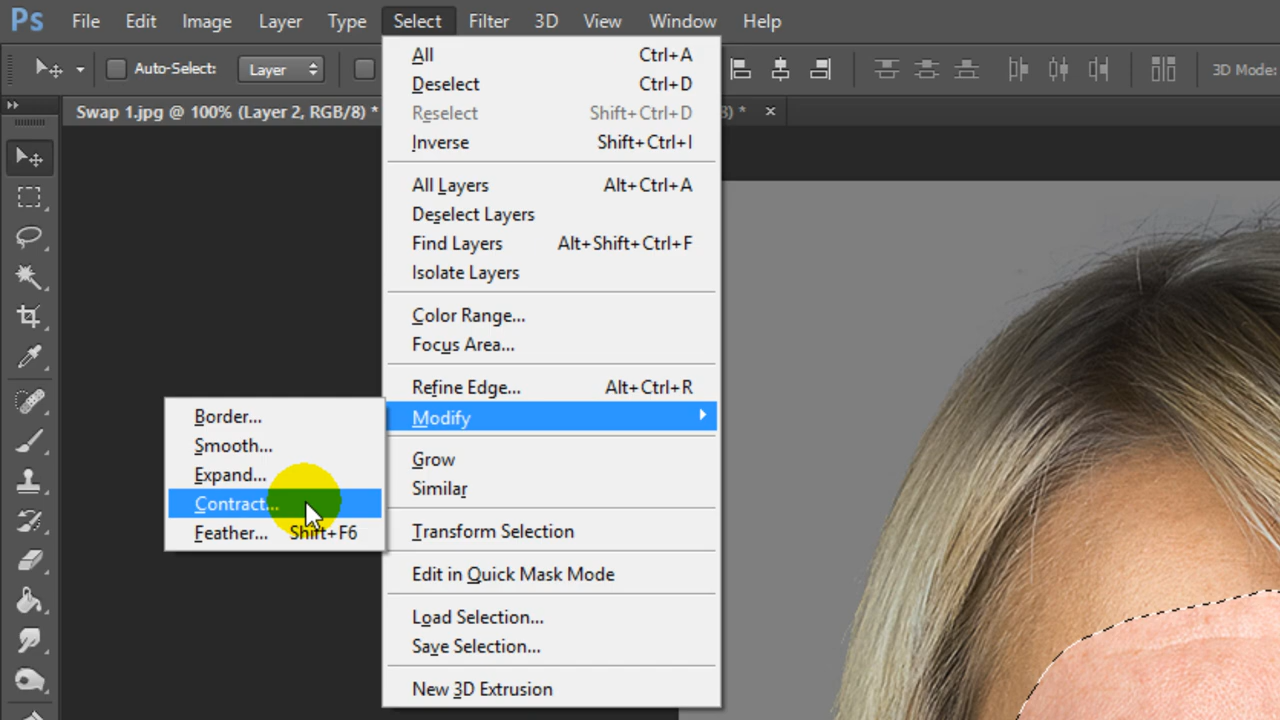 Ps File Edit Image Layer Type Select Filter 3D View Window Help
Auto-Select: Layer 3D Mode:
Swap 1.jpg @ 100% (Layer 2, RGB/8) * 8) * ×
All Ctrl+A
Deselect Ctrl+D
Reselect Shift+Ctrl+D
Inverse Shift+Ctrl+I
All Layers Alt+Ctrl+A
Deselect Layers
Find Layers Alt+Shift+Ctrl+F
Isolate Layers
Color Range...
Focus Area...
Refine Edge... Alt+Ctrl+R
Modify
Border...
Smooth...
Expand...
Contract...
Feather... Shift+F6
Grow
Similar
Transform Selection
Edit in Quick Mask Mode
Load Selection...
Save Selection...
New 3D Extrusion